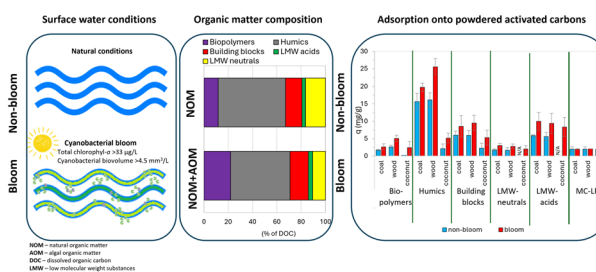 Surface water conditions
Natural conditions
Non-bloom
Cyanobacterial bloom
Total chlorophyl-α >33 µg/L
Cyanobacterial biovolume >4.5 mm³/L
Bloom
NOM – natural organic matter
AOM – algal organic matter
DOC – dissolved organic carbon
LMW – low molecular weight substances
Organic matter composition
Biopolymers
Humics
Building blocks
LMW acids
LMW neutrals
NOM
NOM+AOM
0 20 40 60 80 100
(% of DOC)
Adsorption onto powdered activated carbons
Non-bloom
Bloom
q (mg/g)
30
25
20
15
10
5
0
coal wood coconut coal wood coconut coal wood coconut coal wood N/A coconut coal wood N/A coconut coal wood
Bio-polymers
Humics
Building blocks
LMW-neutrals
LMW-acids
MC-L
non-bloom
bloom